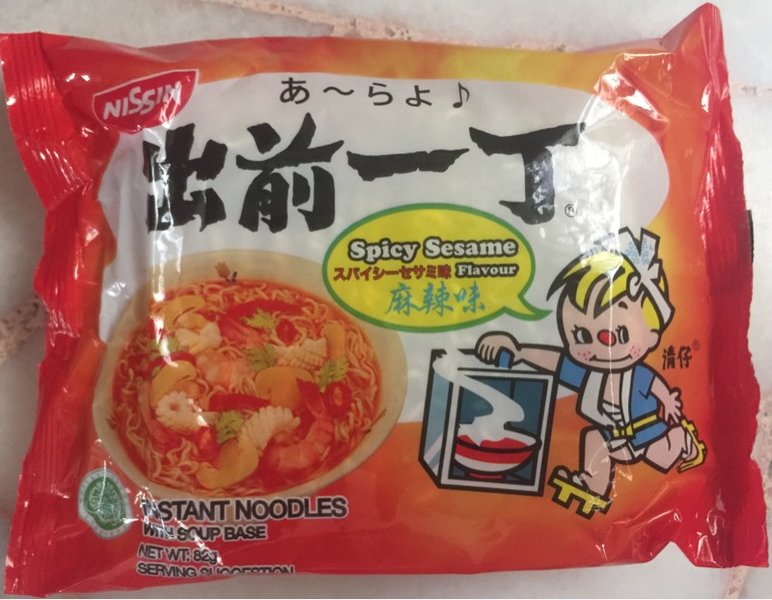 NISSIN
あ〜らよ♪
出前一丁®
Spicy Sesame
スパイシーセサミ味 Flavour
麻辣味
清仔®
INSTANT NOODLES
WITH SOUP BASE
NET WT: 82g
SERVING SUGGESTION